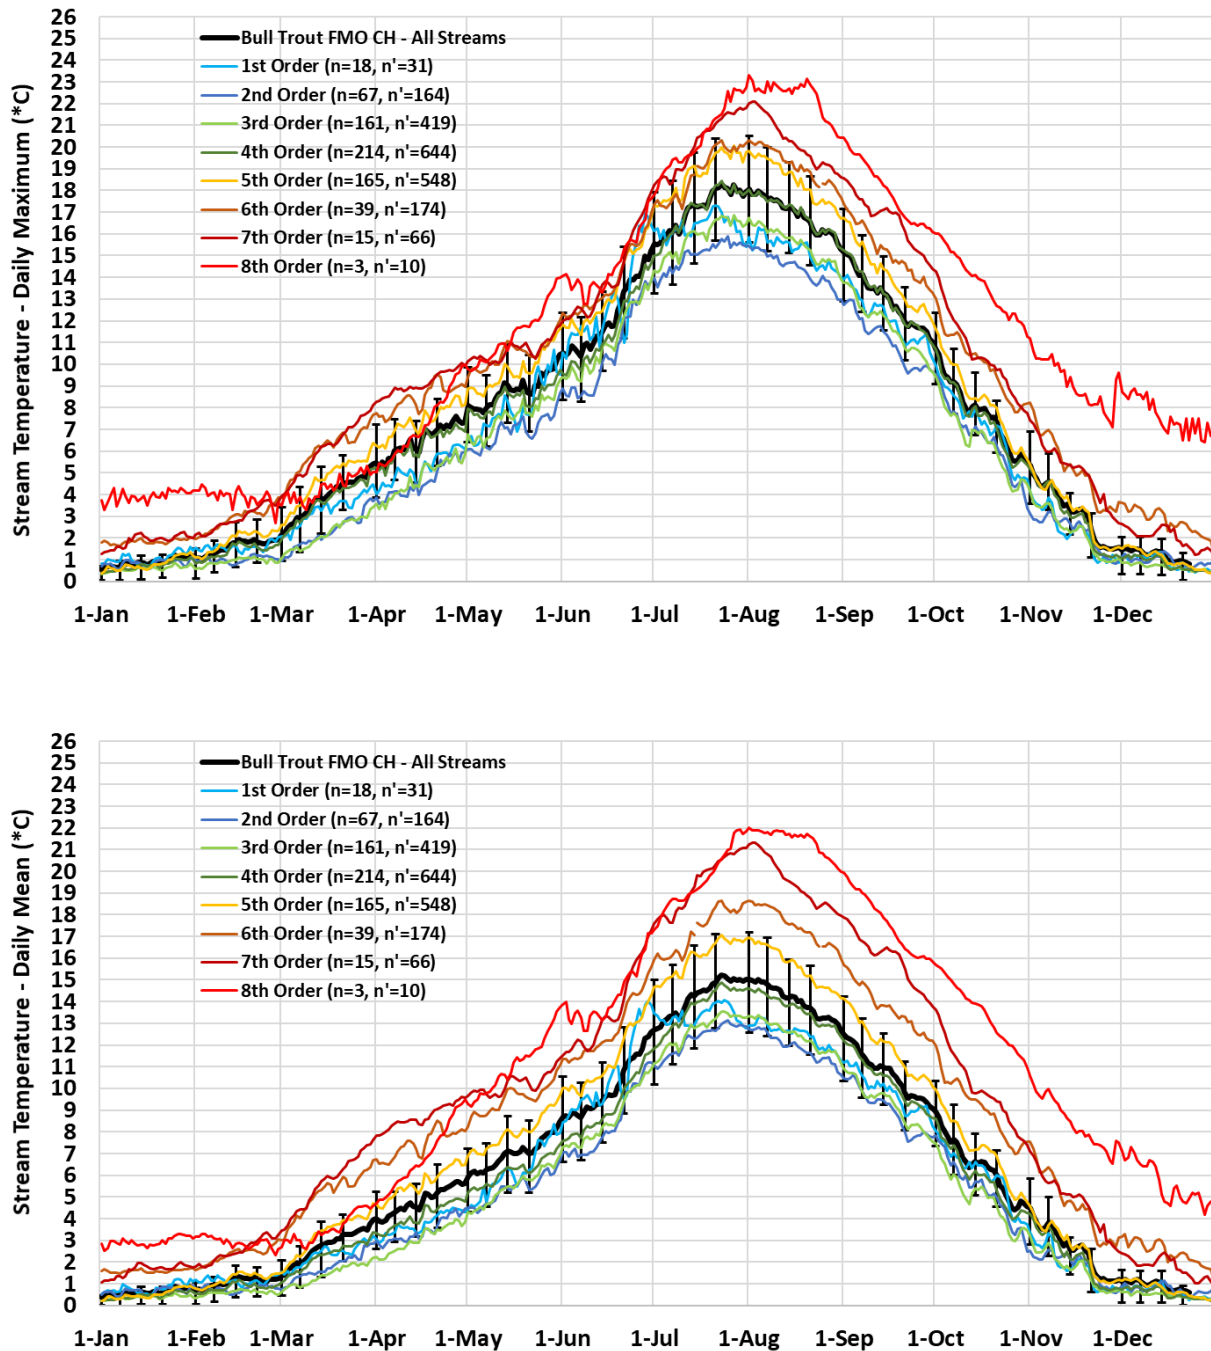 Stream Temperature - Daily Maximum (*C)
26
25
24
23
22
21
20
19
18
17
16
15
14
13
12
11
10
9
8
7
6
5
4
3
2
1
0
Bull Trout FMO CH - All Streams
1st Order (n=18, n'=31)
2nd Order (n=67, n'=164)
3rd Order (n=161, n'=419)
4th Order (n=214, n'=644)
5th Order (n=165, n'=548)
6th Order (n=39, n'=174)
7th Order (n=15, n'=66)
8th Order (n=3, n'=10)
1-Jan 1-Feb 1-Mar 1-Apr 1-May 1-Jun 1-Jul 1-Aug 1-Sep 1-Oct 1-Nov 1-Dec
Stream Temperature - Daily Mean (*C)
26
25
24
23
22
21
20
19
18
17
16
15
14
13
12
11
10
9
8
7
6
5
4
3
2
1
0
Bull Trout FMO CH - All Streams
1st Order (n=18, n'=31)
2nd Order (n=67, n'=164)
3rd Order (n=161, n'=419)
4th Order (n=214, n'=644)
5th Order (n=165, n'=548)
6th Order (n=39, n'=174)
7th Order (n=15, n'=66)
8th Order (n=3, n'=10)
1-Jan 1-Feb 1-Mar 1-Apr 1-May 1-Jun 1-Jul 1-Aug 1-Sep 1-Oct 1-Nov 1-Dec